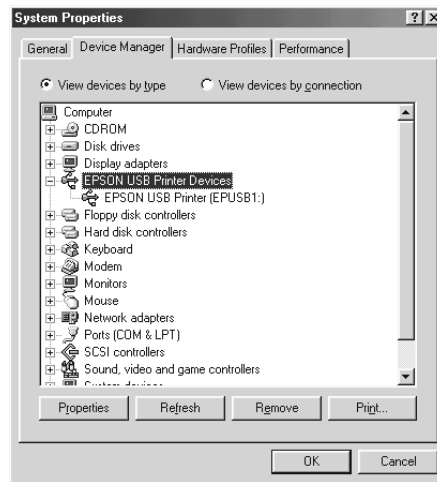 System Properties
General Device Manager Hardware Profiles Performance
View devices by type View devices by connection
Computer
CDROM
Disk drives
Display adapters
EPSON USB Printer Devices
EPSON USB Printer (EPUSB1:)
Floppy disk controllers
Hard disk controllers
Keyboard
Modem
Monitors
Mouse
Network adapters
Ports (COM & LPT)
SCSI controllers
Sound, video and game controllers
System devices
Properties Refresh Remove Print...
OK Cancel